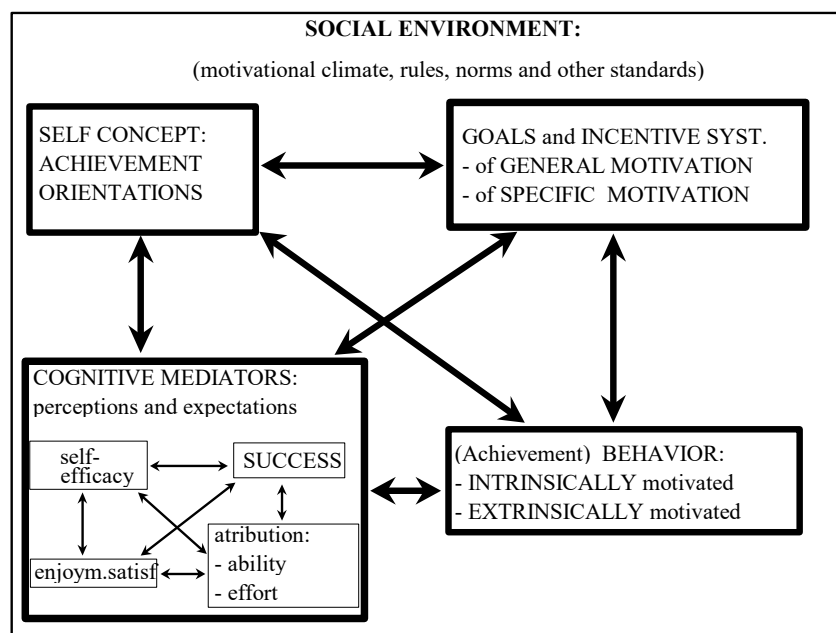 SOCIAL ENVIRONMENT:
(motivational climate, rules, norms and other standards)
SELF CONCEPT:
ACHIEVEMENT
ORIENTATIONS
GOALS and INCENTIVE SYST.
- of GENERAL MOTIVATION
- of SPECIFIC MOTIVATION
COGNITIVE MEDIATORS:
perceptions and expectations
self-
efficacy
SUCCESS
enjoym.satisf
atribution:
- ability
- effort
(Achievement) BEHAVIOR:
- INTRINSICALLY motivated
- EXTRINSICALLY motivated